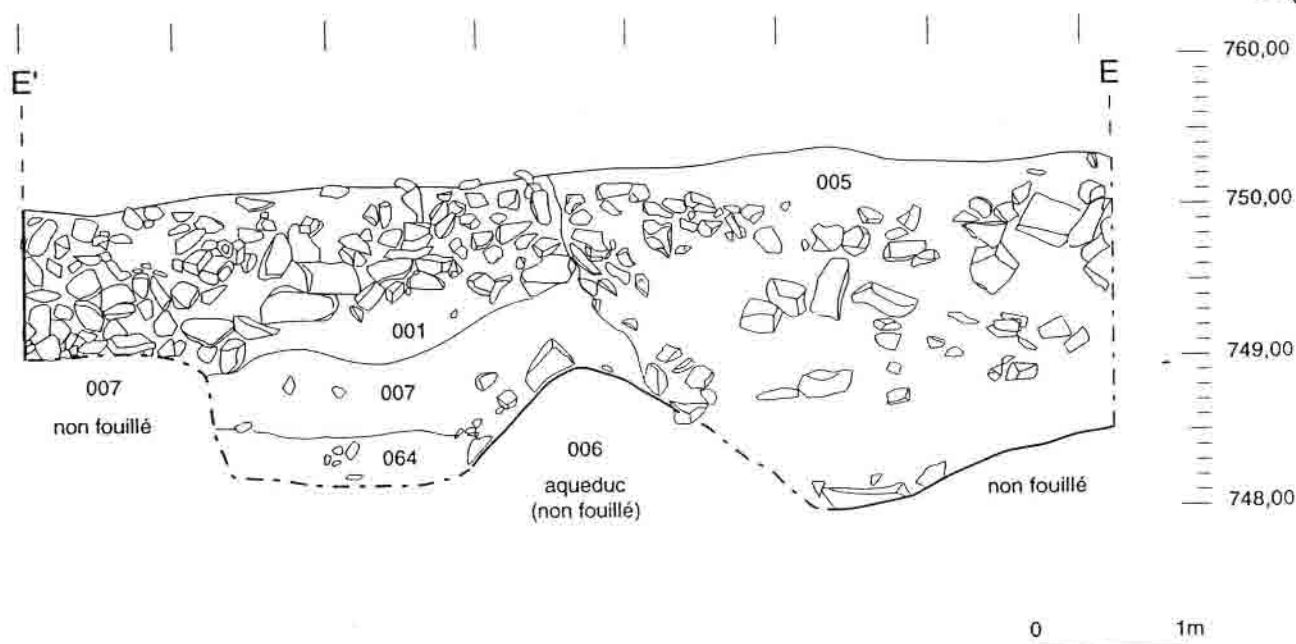 760,00
E'
E
005
750,00
001
749,00
007
non fouillé
007
064
006
aqueduc
(non fouillé)
non fouillé
748,00
0 1m